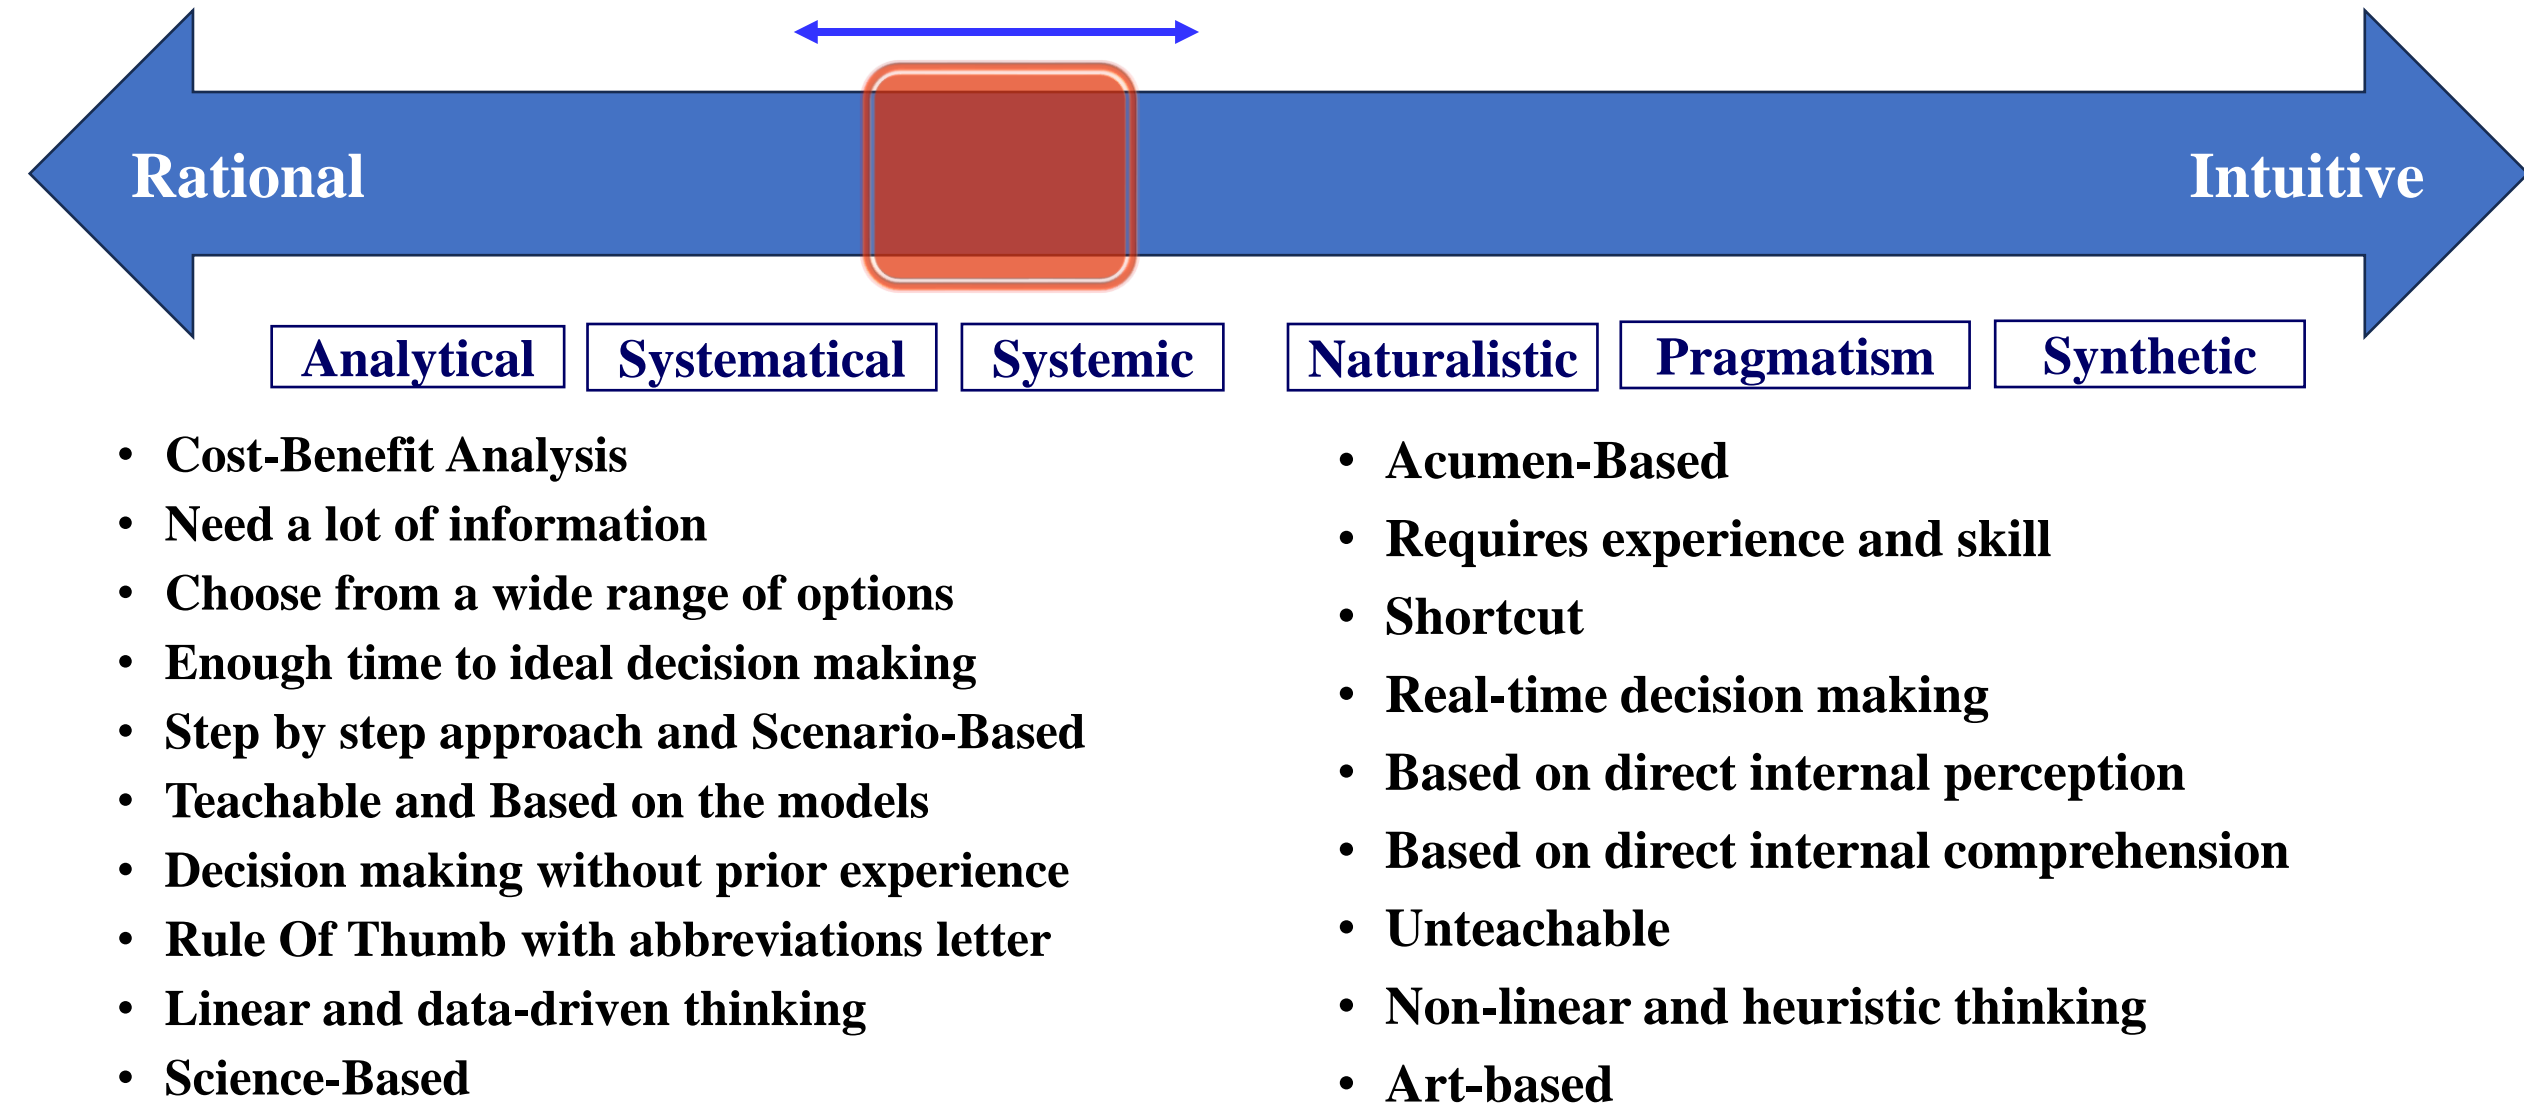 Rational
Intuitive
Analytical
Systematical
Systemic
Naturalistic
Pragmatism
Synthetic
• Cost-Benefit Analysis
• Need a lot of information
• Choose from a wide range of options
• Enough time to ideal decision making
• Step by step approach and Scenario-Based
• Teachable and Based on the models
• Decision making without prior experience
• Rule Of Thumb with abbreviations letter
• Linear and data-driven thinking
• Science-Based
• Acumen-Based
• Requires experience and skill
• Shortcut
• Real-time decision making
• Based on direct internal perception
• Based on direct internal comprehension
• Unteachable
• Non-linear and heuristic thinking
• Art-based